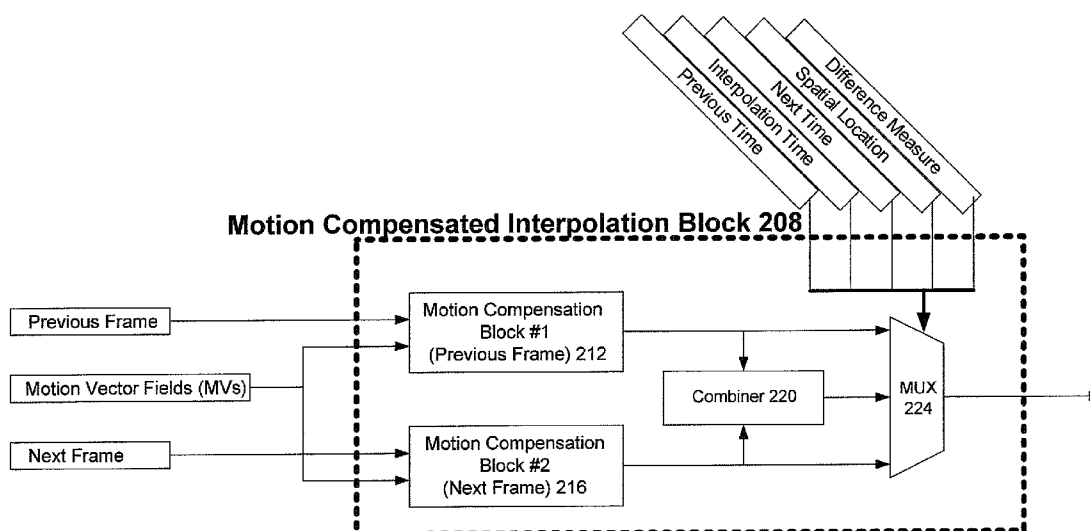 Previous Time
Interpolation Time
Next Time
Spatial Location
Difference Measure
Motion Compensated Interpolation Block 208
Previous Frame
Motion Vector Fields (MVs)
Next Frame
Motion Compensation
Block #1
(Previous Frame) 212
Combiner 220
MUX
224
Motion Compensation
Block #2
(Next Frame) 216